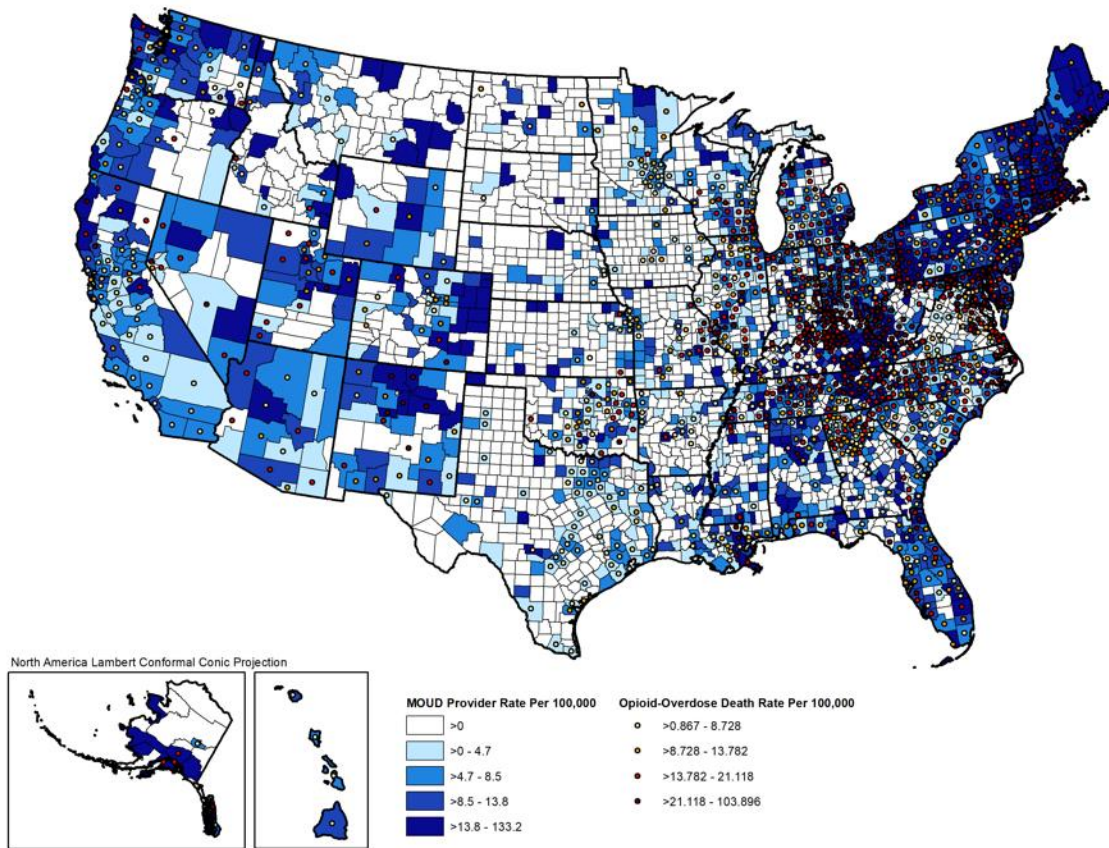 North America Lambert Conformal Conic Projection
MOUD Provider Rate Per 100,000
>0
>0 - 4.7
>4.7 - 8.5
>8.5 - 13.8
>13.8 - 133.2
Opioid-Overdose Death Rate Per 100,000
>0.867 - 8.728
>8.728 - 13.782
>13.782 - 21.118
>21.118 - 103.896